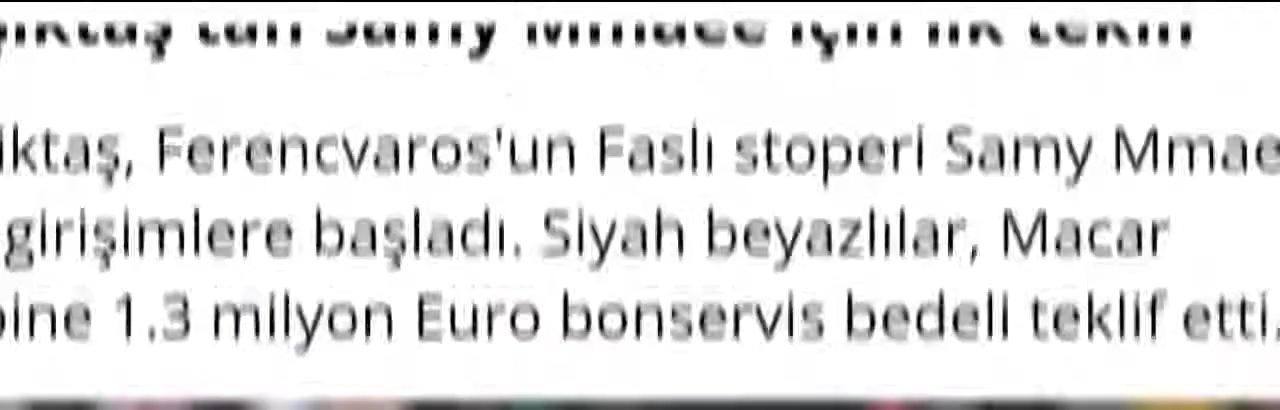 iktaş, Ferencvaros'un Faslı stoperi Samy Mmae
girişimlere başladı. Siyah beyazlılar, Macar
ine 1.3 milyon Euro bonservis bedeli teklif etti.